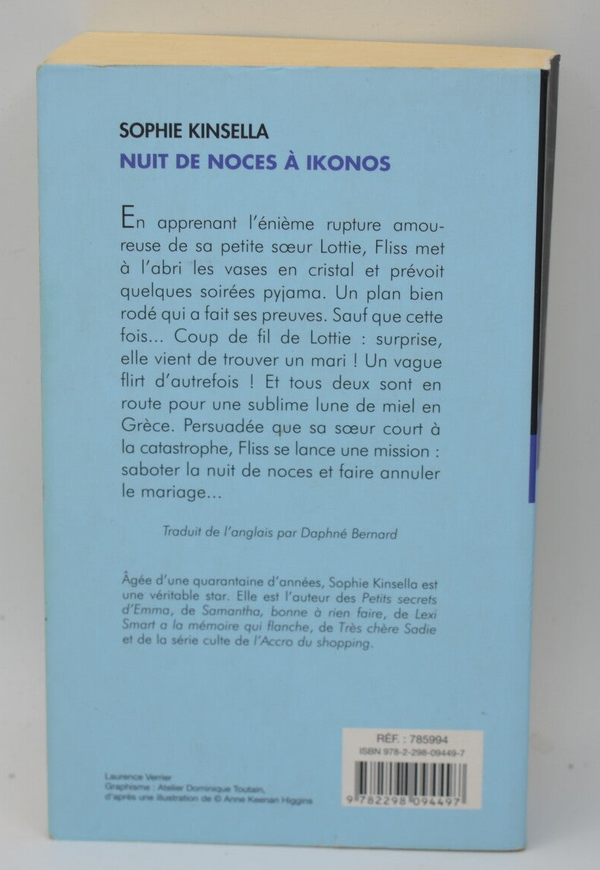 SOPHIE KINSELLA
NUIT DE NOCES À IKONOS
En apprenant l'énième rupture amou-
reuse de sa petite sœur Lottie, Fliss met
à l'abri les vases en cristal et prévoit
quelques soirées pyjama. Un plan bien
rodé qui a fait ses preuves. Sauf que cette
fois... Coup de fil de Lottie : surprise,
elle vient de trouver un mari ! Un vague
flirt d'autrefois ! Et tous deux sont en
route pour une sublime lune de miel en
Grèce. Persuadée que sa sœur court à
la catastrophe, Fliss se lance une mission :
saboter la nuit de noces et faire annuler
le mariage...
Traduit de l'anglais par Daphné Bernard
Âgée d'une quarantaine d'années, Sophie Kinsella est
une véritable star. Elle est l'auteur des Petits secrets
d'Emma, de Samantha, bonne à rien faire, de Lexi
Smart a la mémoire qui flanche, de Très chère Sadie
et de la série culte de l'Accro du shopping.
RÉF. : 785994
ISBN 978-2-298-09449-7
9 782298 094497
Laurence Verrier
Graphisme : Atelier Dominique Toutain,
d'après une illustration de © Anne Keenan Higgins